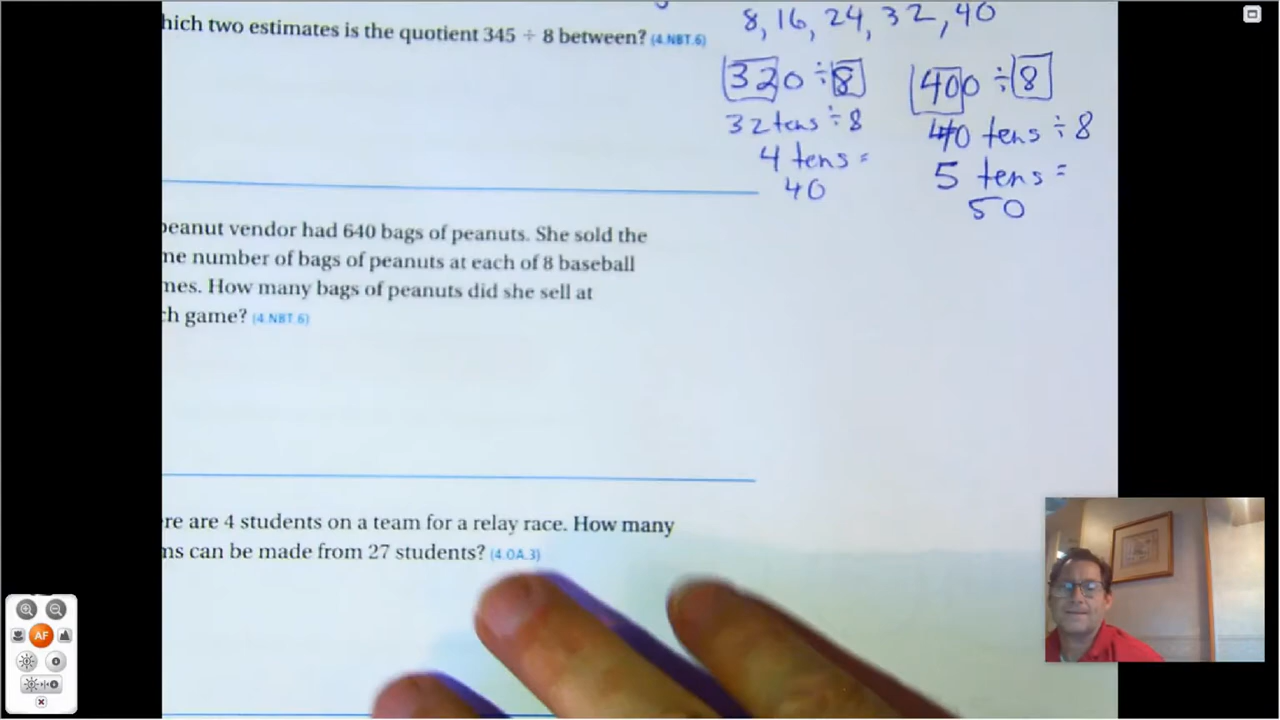 8, 16, 24, 32, 40
hich two estimates is the quotient 345 ÷ 8 between? (4.NBT.6)
320 ÷ 8
32 tens ÷ 8
4 tens =
40
400 ÷ 8
40 tens ÷ 8
5 tens =
50
peanut vendor had 640 bags of peanuts. She sold the
me number of bags of peanuts at each of 8 baseball
mes. How many bags of peanuts did she sell at
ch game? (4.NBT.6)
re are 4 students on a team for a relay race. How many
ms can be made from 27 students? (4.OA.3)
AF